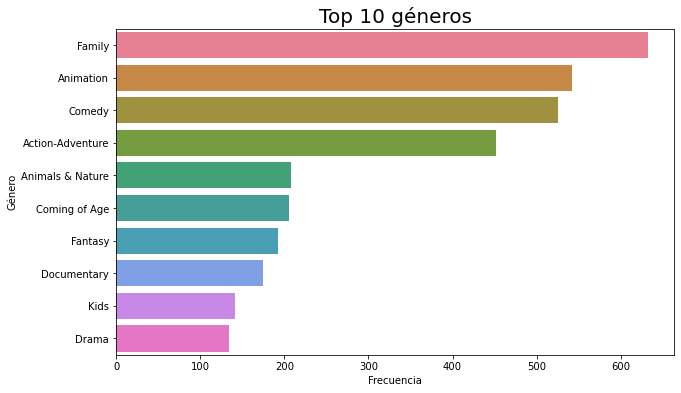 Top 10 géneros
Family
Animation
Comedy
Action-Adventure
Animals & Nature
Coming of Age
Fantasy
Documentary
Kids
Drama
Género
0 100 200 300 400 500 600
Frecuencia